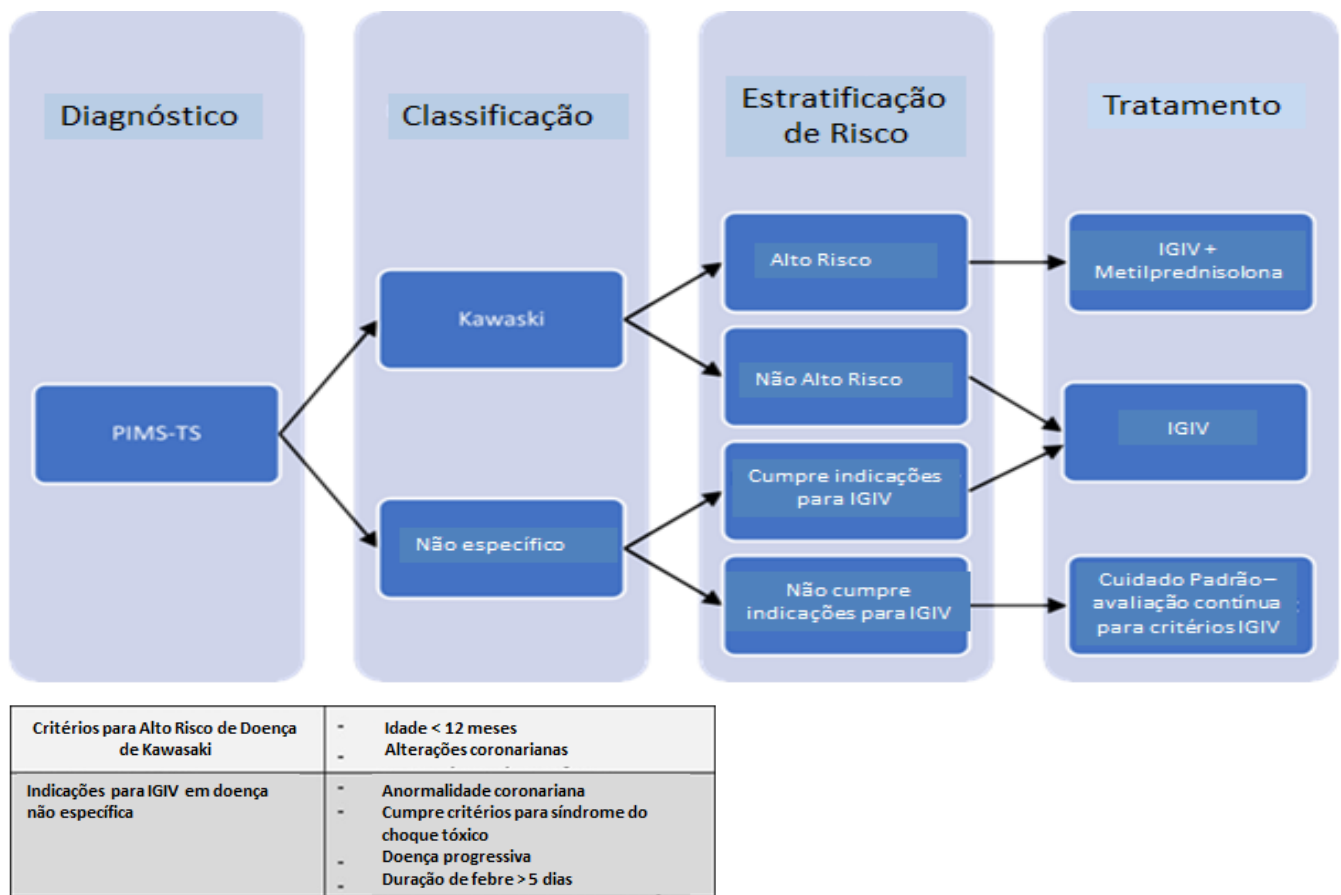 Diagnóstico
Classificação
Estratificação
de Risco
Tratamento
PIMS-TS
Kawaski
Não específico
Alto Risco
Não Alto Risco
Cumpre indicações
para IGIV
Não cumpre
indicações para IGIV
IGIV +
Metilprednisolona
IGIV
Cuidado Padrão–
avaliação contínua
para critérios IGIV
Critérios para Alto Risco de Doença
de Kawasaki
- Idade < 12 meses
- Alterações coronarianas
Indicações para IGIV em doença
não específica
- Anormalidade coronariana
- Cumpre critérios para síndrome do
choque tóxico
- Doença progressiva
- Duração de febre > 5 dias